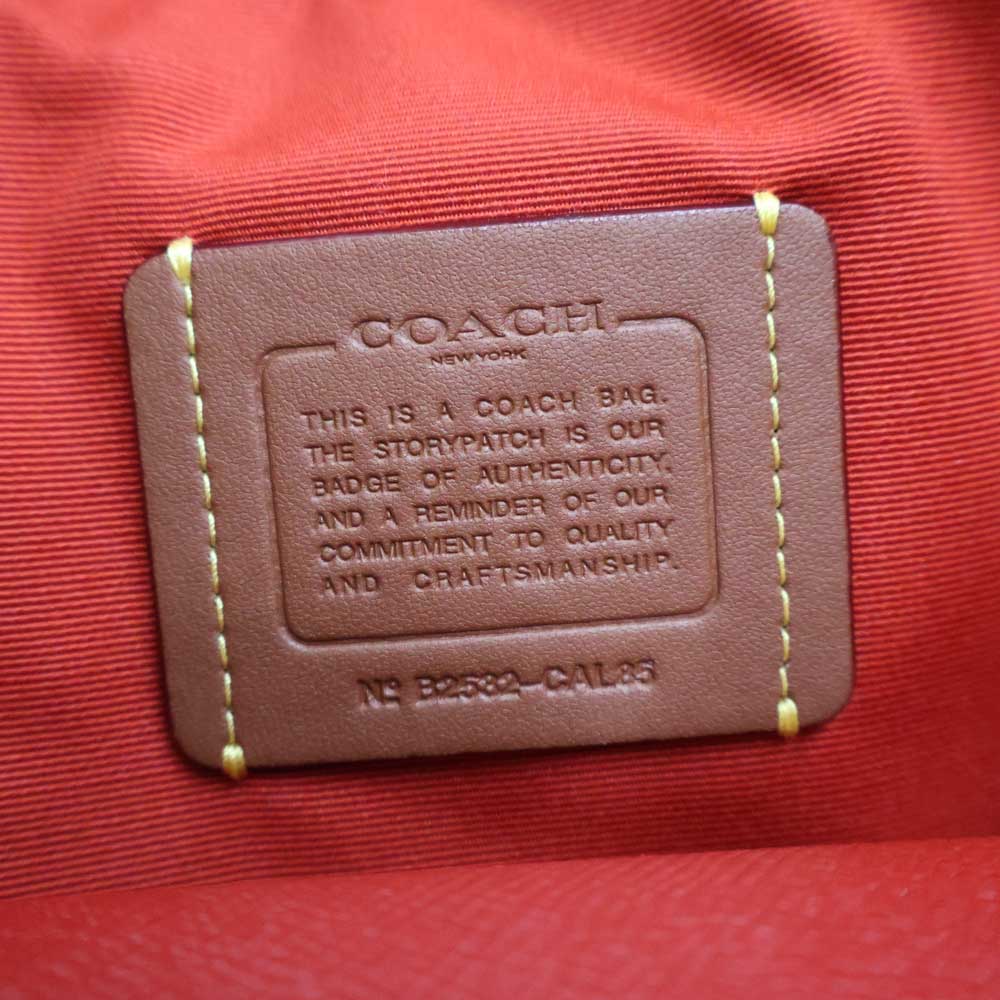 COACH
NEW YORK
THIS IS A COACH BAG.
THE STORYPATCH IS OUR
BADGE OF AUTHENTICITY,
AND A REMINDER OF OUR
COMMITMENT TO QUALITY
AND CRAFTSMANSHIP.
Nº B2582-CAL85